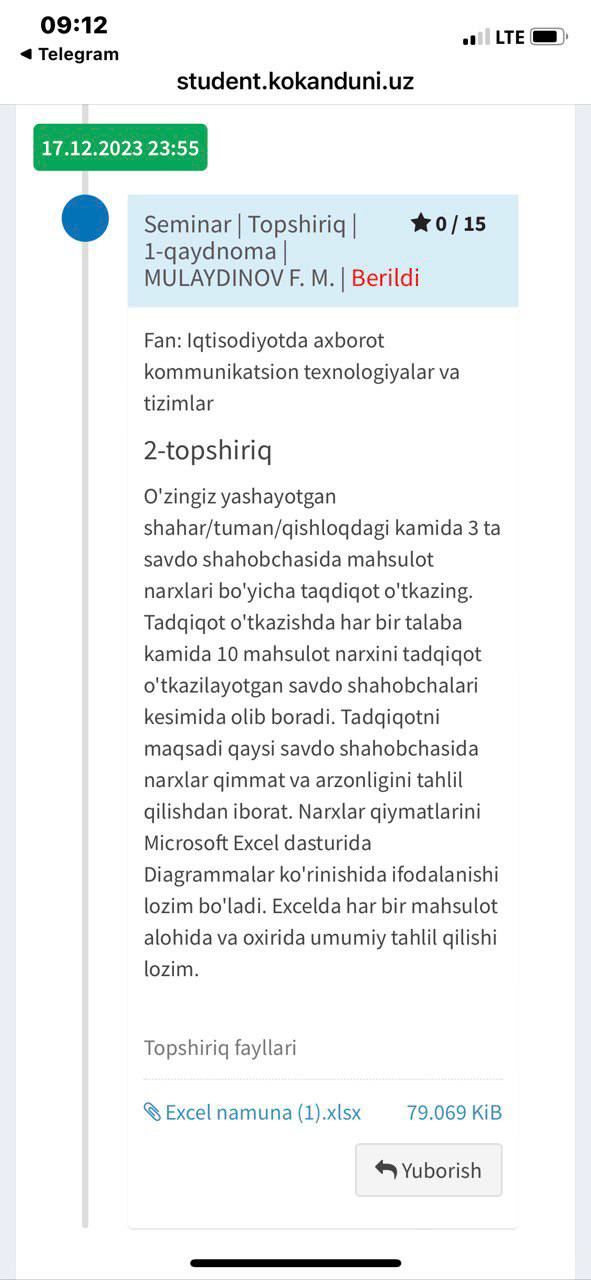 09:12
LTE
◀ Telegram
student.kokanduni.uz
17.12.2023 23:55
Seminar | Topshiriq | ★ 0 / 15
1-qaydnoma |
MULAYDINOV F. M. | Berildi
Fan: Iqtisodiyotda axborot
kommunikatsion texnologiyalar va
tizimlar
2-topshiriq
O'zingiz yashayotgan
shahar/tuman/qishloqdagi kamida 3 ta
savdo shahobchasida mahsulot
narxlari bo'yicha taqdiqot o'tkazing.
Tadqiqot o'tkazishda har bir talaba
kamida 10 mahsulot narxini tadqiqot
o'tkazilayotgan savdo shahobchalari
kesimida olib boradi. Tadqiqotni
maqsadi qaysi savdo shahobchasida
narxlar qimmat va arzonligini tahlil
qilishdan iborat. Narxlar qiymatlarini
Microsoft Excel dasturida
Diagrammalar ko'rinishida ifodalanishi
lozim bo'ladi. Excelda har bir mahsulot
alohida va oxirida umumiy tahlil qilishi
lozim.
Topshiriq fayllari
Excel namuna (1).xlsx 79.069 KiB
Yuborish